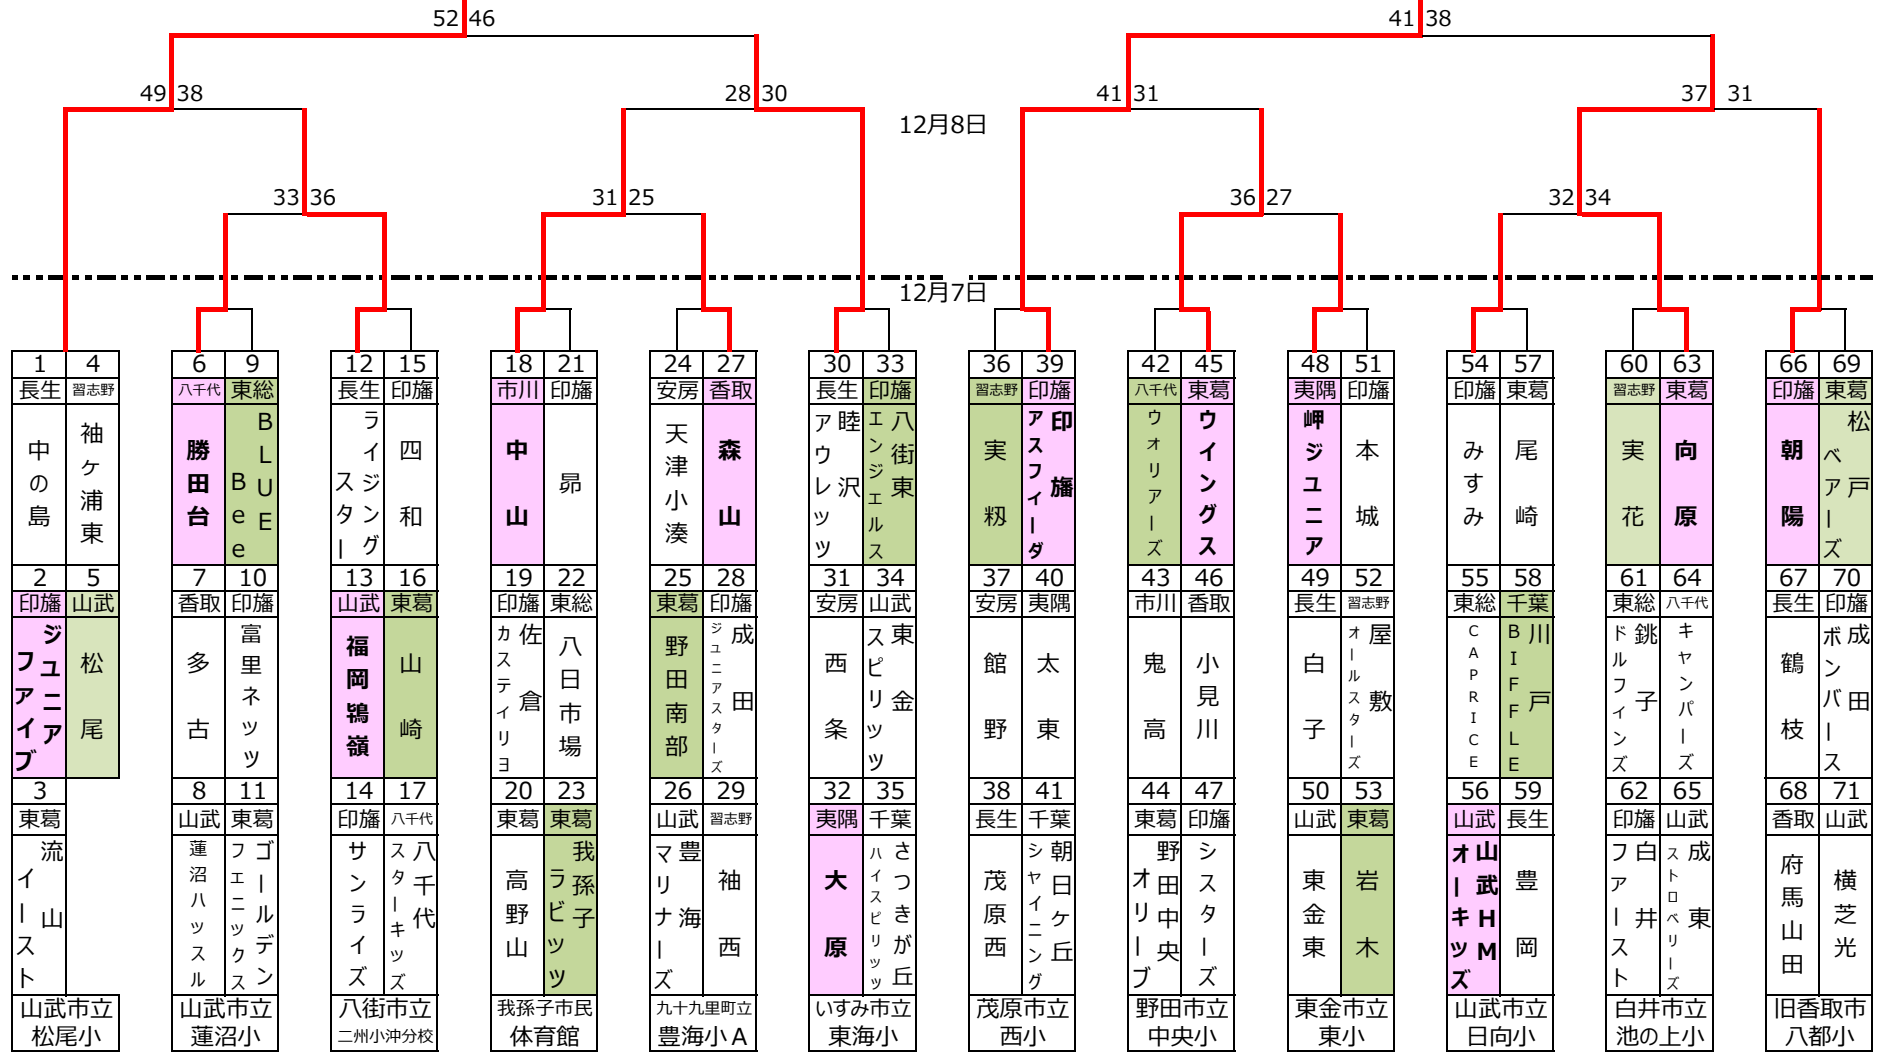 52 46
41 38
49 38
28 30
41 31
37 31
12月8日
33 36
31 25
36 27
32 34
12月7日
1 4 6 9 12 15 18 21 24 27 30 33 36 39 42 45 48 51 54 57 60 63 66 69
長生 習志野 八千代 東総 長生 印旛 市川 印旛 安房 香取 長生 印旛 習志野 印旛 八千代 東葛 夷隅 印旛 印旛 東葛 習志野 東葛 印旛 東葛
中の島
袖ヶ浦東
勝田台
BLUE
Bee
ライジング
スター
四和
中山
昴
天津小湊
森山
睦沢
アウレッツ
八街東
エンジェルス
実籾
印旛
アスフィーダ
ウォリアーズ
ウイングス
岬ジュニア
本城
みすみ
尾崎
実花
向原
朝陽
松戸
ベアーズ
2 5 7 10 13 16 19 22 25 28 31 34 37 40 43 46 49 52 55 58 61 64 67 70
印旛 山武 香取 印旛 山武 東葛 印旛 東総 東葛 印旛 安房 山武 安房 夷隅 市川 香取 長生 習志野 東総 千葉 東総 八千代 長生 印旛
ジュニア
ファイブ
松尾
多古
富里ネッツ
福岡鴇嶺
山崎
佐倉
カスティリョ
八日市場
野田南部
成田
ジュニアスターズ
西条
東金
スピリッツ
館野
太東
鬼高
小見川
白子
屋敷
オールスターズ
CAPRICE
川戸
BIFFLE
銚子
ドルフィンズ
キャンパーズ
鶴枝
成田
ボンバース
3 8 11 14 17 20 23 26 29 32 35 38 41 44 47 50 53 56 59 62 65 68 71
東葛 山武 東葛 印旛 八千代 東葛 東葛 山武 習志野 夷隅 千葉 長生 千葉 東葛 印旛 山武 東葛 山武 長生 印旛 山武 香取 山武
流山
イースト
蓮沼ハッスル
ゴールデン
フェニックス
サンライズ
八千代
スターキッズ
高野山
我孫子
ラビッツ
豊海
マリナーズ
袖西
大原
さつきが丘
ハイスピリッツ
茂原西
朝日ケ丘
シャイニング
野田中央
オリーブ
シスターズ
東金東
岩木
山武HM
オーキッズ
豊岡
白井
ファースト
成東
ストロベリーズ
府馬山田
横芝光
山武市立 山武市立 八街市立 我孫子市民 九十九里町立 いすみ市立 茂原市立 野田市立 東金市立 山武市立 白井市立 旧香取市
松尾小 蓮沼小 二州小沖分校 体育館 豊海小A 東海小 西小 中央小 東小 日向小 池の上小 八都小